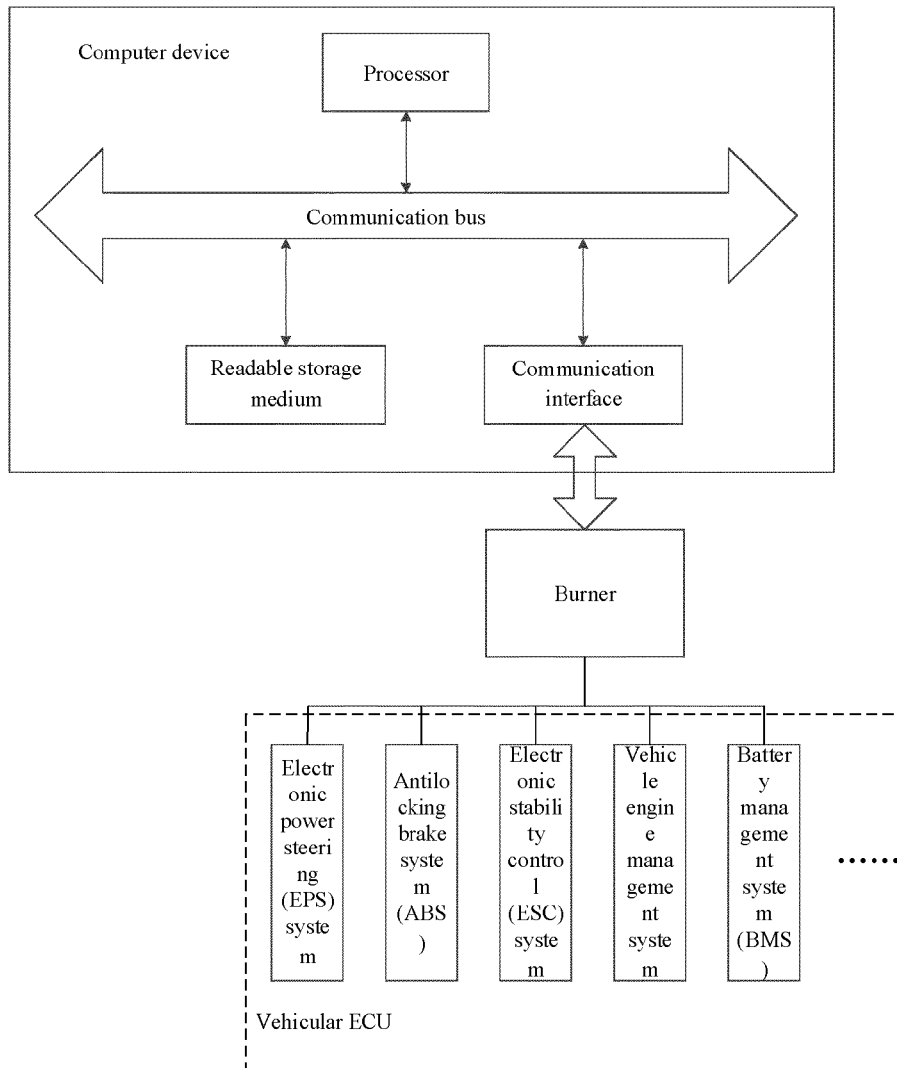 Computer device
Processor
Communication bus
Readable storage
medium
Communication
interface
Burner
Electr
onic
power
steeri
ng
(EPS)
syste
m
Antil
ocking
brake
syste
m
(ABS
)
Electr
onic
stabili
ty
contro
l
(ESC)
syste
m
Vehic
le
engin
e
mana
geme
nt
syste
m
Batter
y
mana
geme
nt
syste
m
(BMS
)
......
Vehicular ECU